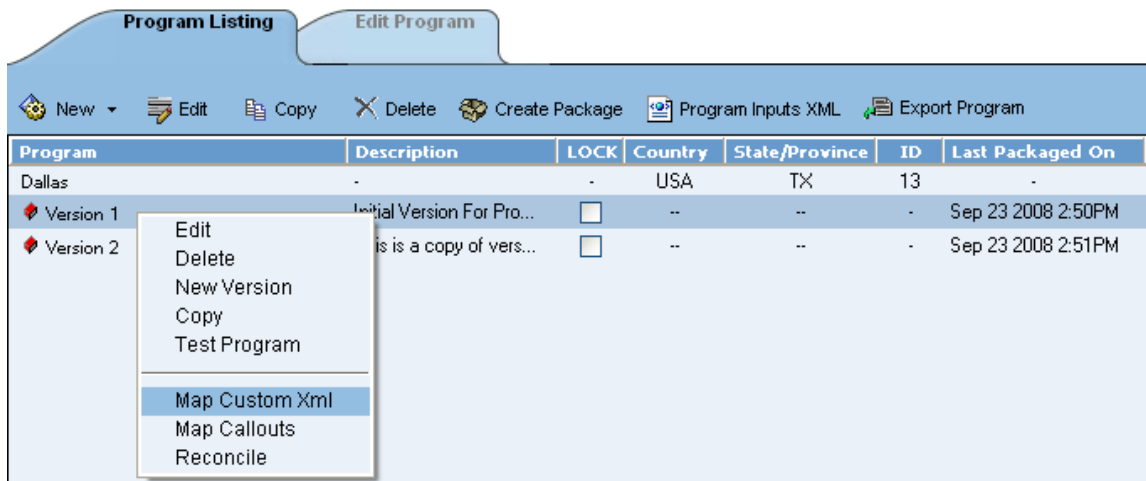 Program Listing Edit Program
New Edit Copy Delete Create Package Program Inputs XML Export Program
Program Description LOCK Country State/Province ID Last Packaged On
Dallas - - USA TX 13 -
Version 1 Initial Version For Pro... -- -- - Sep 23 2008 2:50PM
Version 2 is is a copy of vers... -- -- - Sep 23 2008 2:51PM
Edit
Delete
New Version
Copy
Test Program
Map Custom Xml
Map Callouts
Reconcile